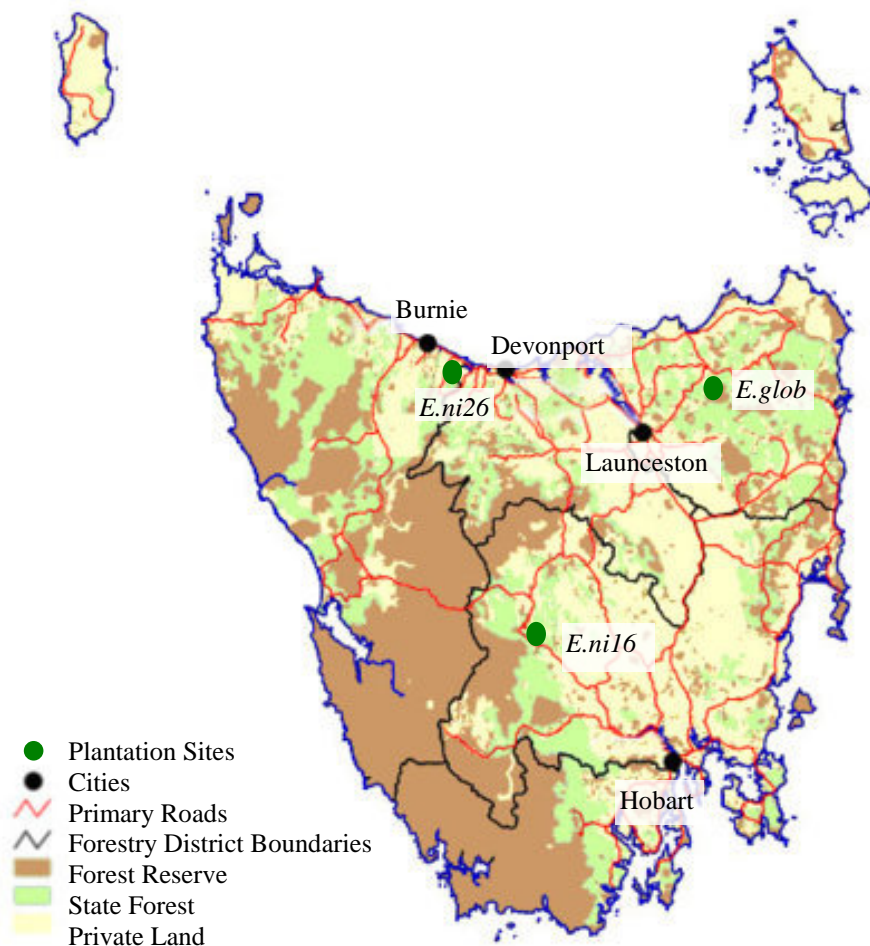 Burnie
Devonport
E.ni26
E.glob
Launceston
E.ni16
Hobart
Plantation Sites
Cities
Primary Roads
Forestry District Boundaries
Forest Reserve
State Forest
Private Land